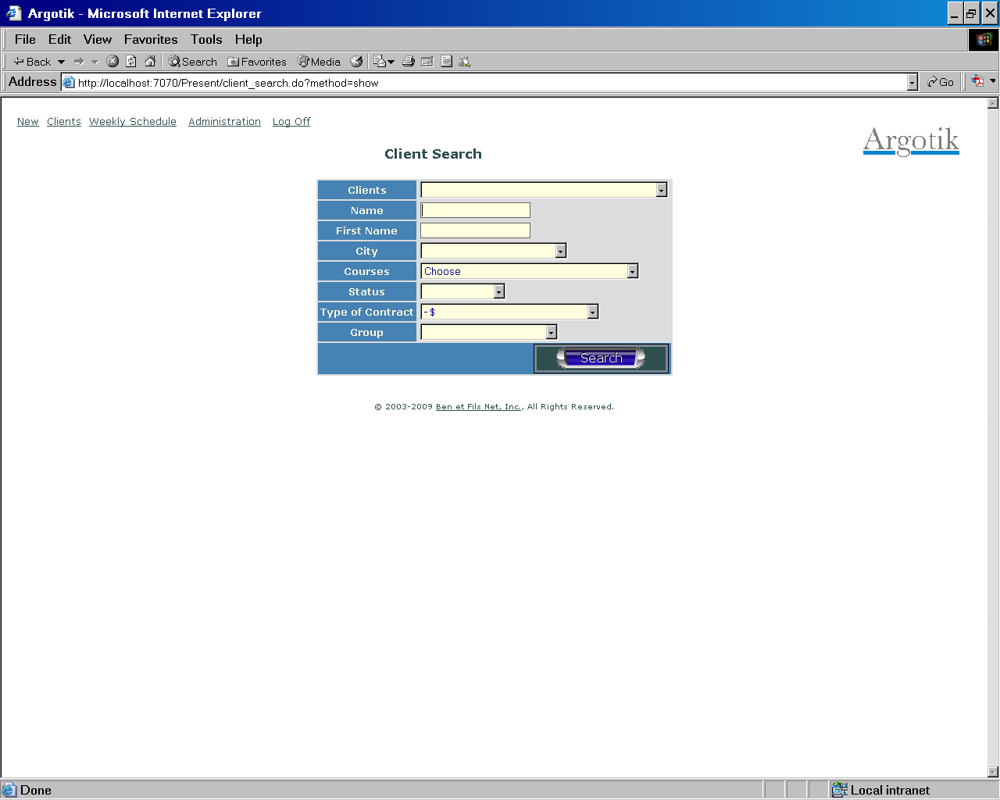 Argotik - Microsoft Internet Explorer
File Edit View Favorites Tools Help
Back Search Favorites Media
Address http://localhost:7070/Present/client_search.do?method=show Go
New Clients Weekly Schedule Administration Log Off
Argotik
Client Search
Clients
Name
First Name
City
Courses Choose
Status
Type of Contract - $
Group
Search
© 2003-2009 Ben et Fils Net, Inc., All Rights Reserved.
Done Local intranet